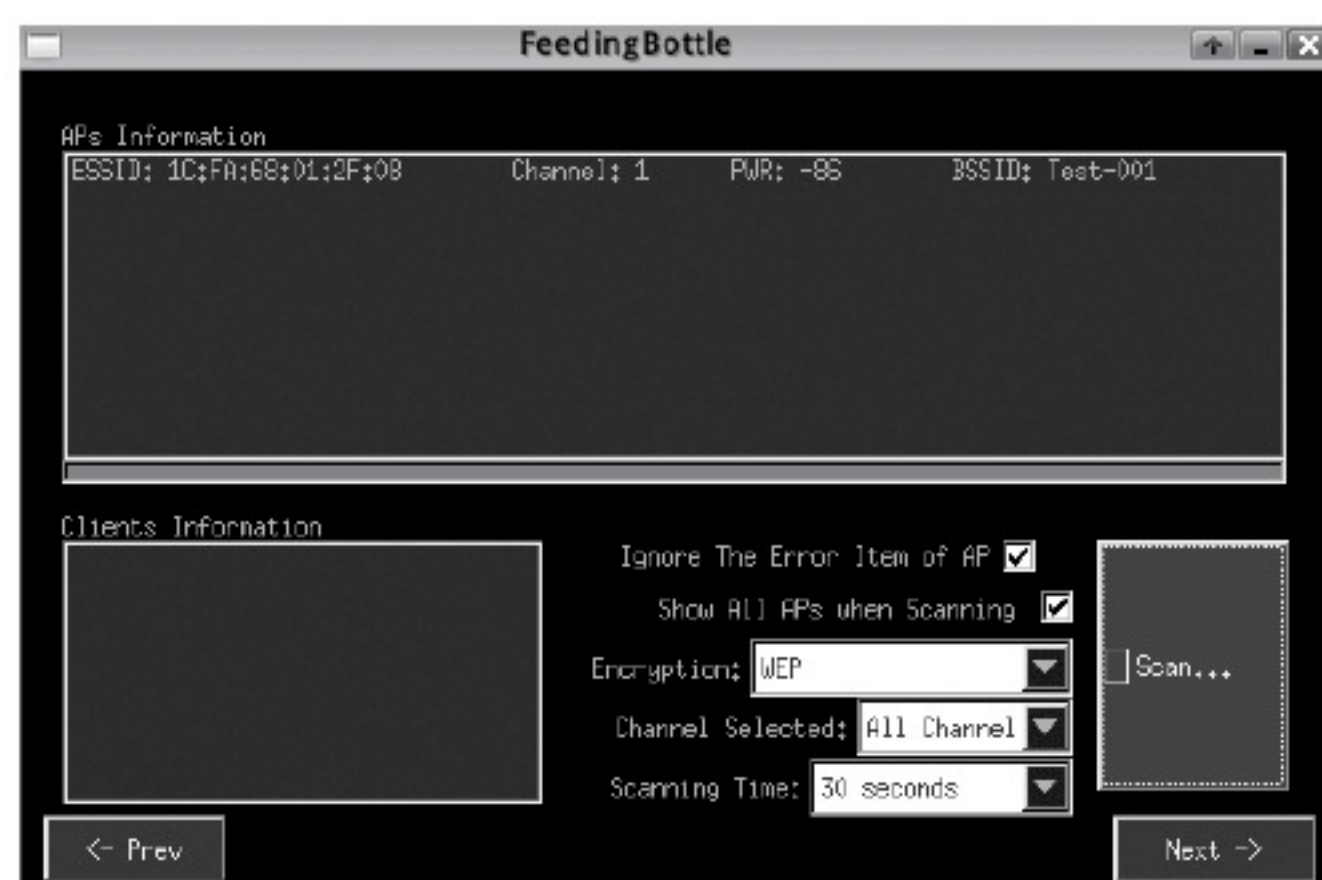 FeedingBottle
APs Information
ESSID: 1C:FA:68:01:2F:08 Channel: 1 PWR: -86 BSSID: Test-001
Clients Information
Ignore The Error Item of AP
Show All APs when Scanning
Encryption: WEP
Scan...
Channel Selected: All Channel
Scanning Time: 30 seconds
<- Prev
Next ->